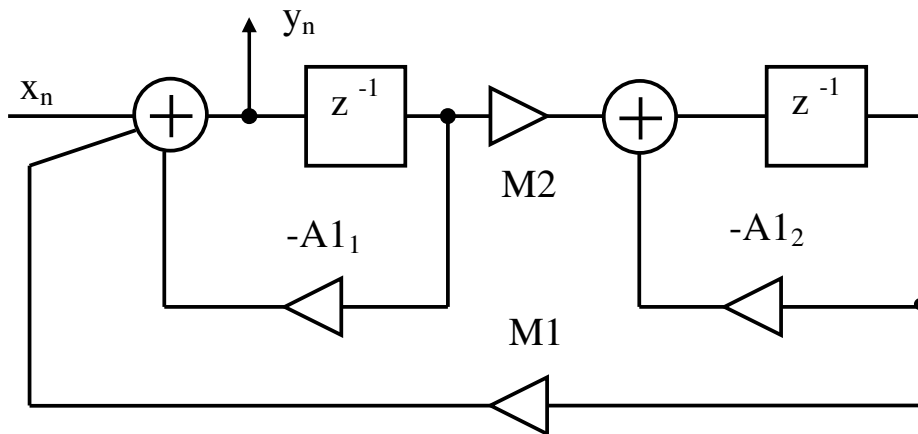 yₙ
xₙ
z ⁻¹
z ⁻¹
M2
-A1₁
-A1₂
M1